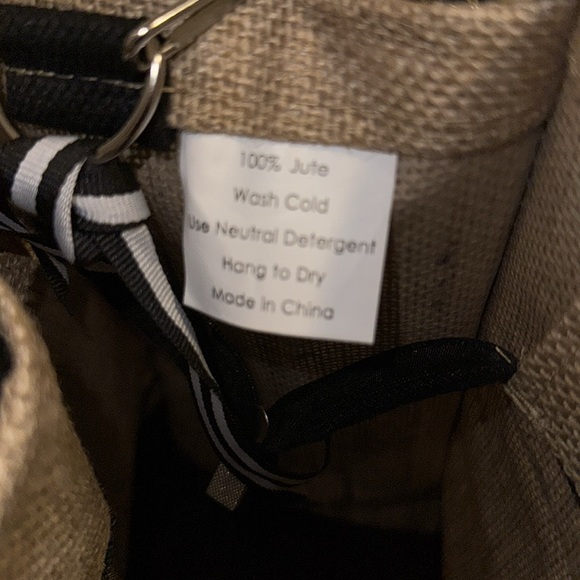 100% Jute
Wash Cold
Use Neutral Detergent
Hang to Dry
Made in China